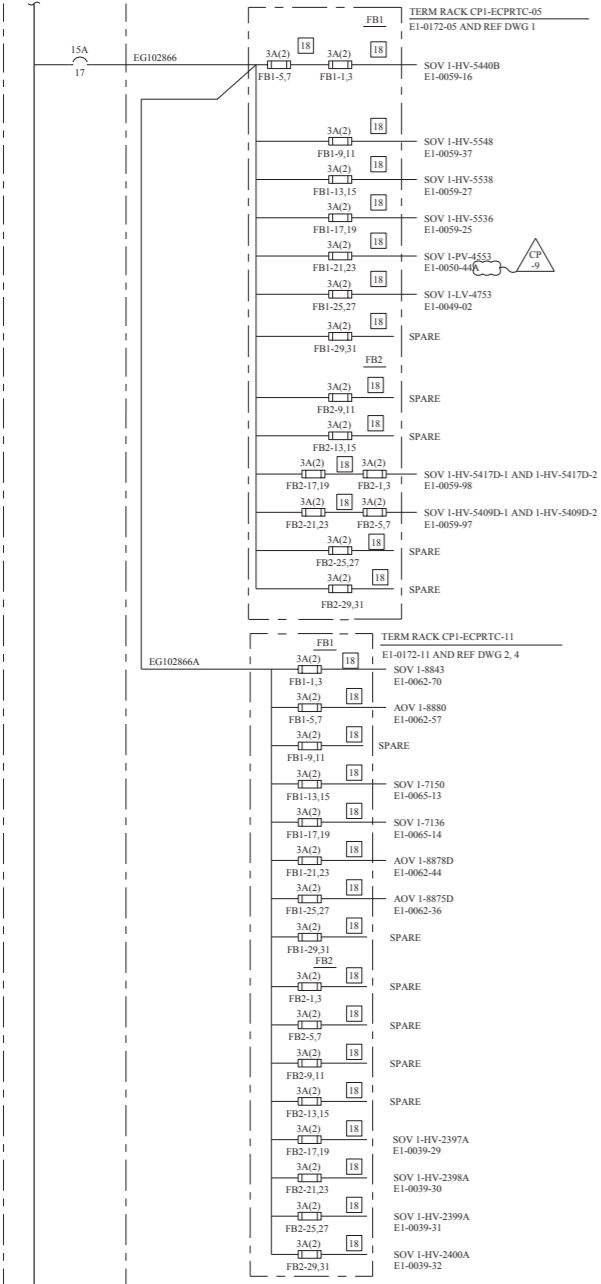 TERM RACK CP1-ECPRTC-05
FB1
E1-0172-05 AND REF DWG 1
15A
17
EG102866
3A(2) 18 3A(2) 18
FB1-5,7 FB1-1,3
SOV 1-HV-5440B
E1-0059-16
3A(2) 18
FB1-9,11
SOV 1-HV-5548
E1-0059-37
3A(2) 18
FB1-13,15
SOV 1-HV-5538
E1-0059-27
3A(2) 18
FB1-17,19
SOV 1-HV-5536
E1-0059-25
3A(2) 18
FB1-21,23
SOV 1-PV-4553
E1-0050-44A
CP
-9
3A(2) 18
FB1-25,27
SOV 1-LV-4753
E1-0049-02
3A(2) 18
FB1-29,31
SPARE
FB2
3A(2) 18
FB2-9,11
SPARE
3A(2) 18
FB2-13,15
SPARE
3A(2) 18 3A(2)
FB2-17,19 FB2-1,3
SOV 1-HV-5417D-1 AND 1-HV-5417D-2
E1-0059-98
3A(2) 18 3A(2)
FB2-21,23 FB2-5,7
SOV 1-HV-5409D-1 AND 1-HV-5409D-2
E1-0059-97
3A(2) 18
FB2-25,27
SPARE
3A(2) 18
FB2-29,31
SPARE
TERM RACK CP1-ECPRTC-11
FB1
E1-0172-11 AND REF DWG 2, 4
EG102866A
3A(2) 18
FB1-1,3
SOV 1-8843
E1-0062-70
3A(2) 18
FB1-5,7
AOV 1-8880
E1-0062-57
3A(2) 18
FB1-9,11
SPARE
3A(2) 18
FB1-13,15
SOV 1-7150
E1-0065-13
3A(2) 18
FB1-17,19
SOV 1-7136
E1-0065-14
3A(2) 18
FB1-21,23
AOV 1-8878D
E1-0062-44
3A(2) 18
FB1-25,27
AOV 1-8875D
E1-0062-36
3A(2) 18
FB1-29,31
SPARE
FB2
3A(2) 18
FB2-1,3
SPARE
3A(2) 18
FB2-5,7
SPARE
3A(2) 18
FB2-9,11
SPARE
3A(2) 18
FB2-13,15
SPARE
3A(2) 18
FB2-17,19
SOV 1-HV-2397A
E1-0039-29
3A(2) 18
FB2-21,23
SOV 1-HV-2398A
E1-0039-30
3A(2) 18
FB2-25,27
SOV 1-HV-2399A
E1-0039-31
3A(2) 18
FB2-29,31
SOV 1-HV-2400A
E1-0039-32